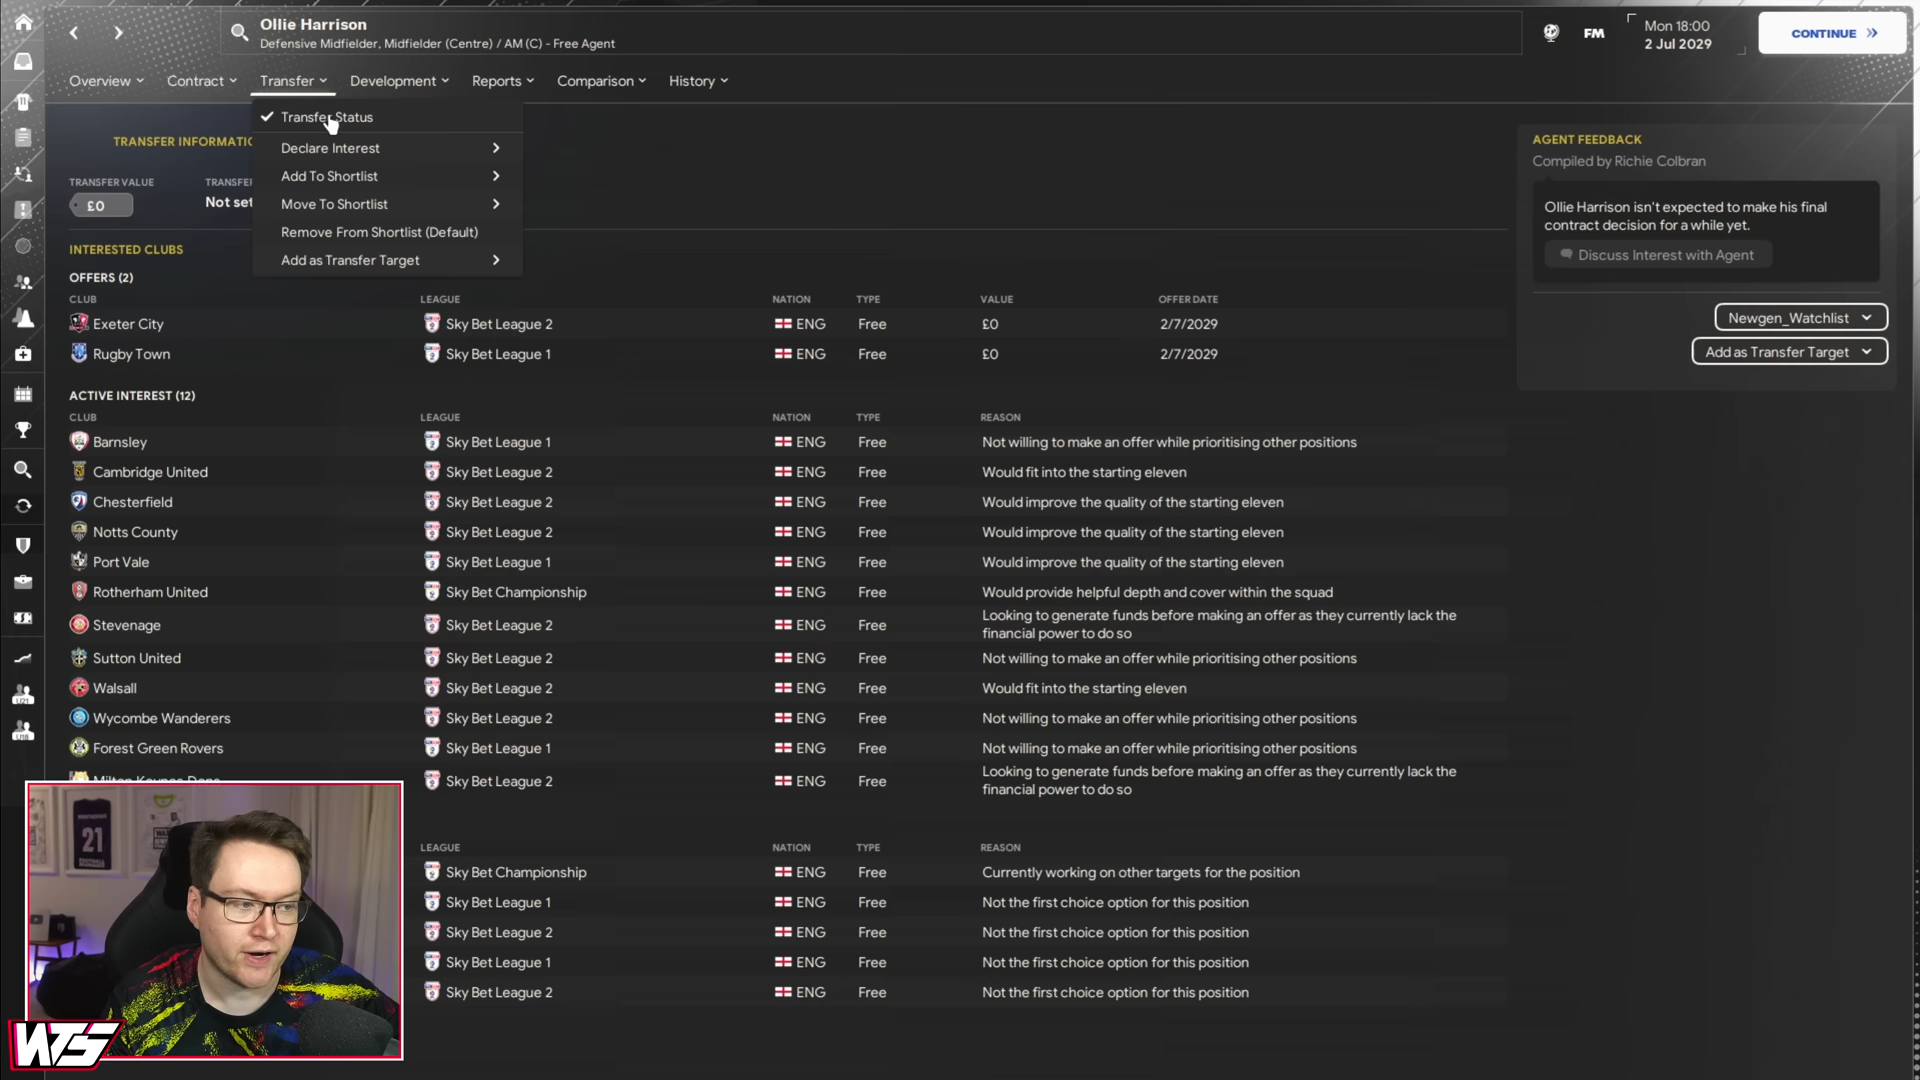 Ollie Harrison
Defensive Midfielder, Midfielder (Centre) / AM (C) - Free Agent
FM
Mon 18:00
2 Jul 2029
CONTINUE
Overview
Contract
Transfer
Development
Reports
Comparison
History
Transfer Status
Declare Interest
Add To Shortlist
Move To Shortlist
Remove From Shortlist (Default)
Add as Transfer Target
TRANSFER VALUE
£0
Not set
AGENT FEEDBACK
Compiled by Richie Colbran
Ollie Harrison isn't expected to make his final
contract decision for a while yet.
Discuss Interest with Agent
Newgen_Watchlist
Add as Transfer Target
INTERESTED CLUBS
OFFERS (2)
CLUB LEAGUE NATION TYPE VALUE OFFER DATE
Exeter City Sky Bet League 2 ENG Free £0 2/7/2029
Rugby Town Sky Bet League 1 ENG Free £0 2/7/2029
ACTIVE INTEREST (12)
CLUB LEAGUE NATION TYPE REASON
Barnsley Sky Bet League 1 ENG Free Not willing to make an offer while prioritising other positions
Cambridge United Sky Bet League 2 ENG Free Would fit into the starting eleven
Chesterfield Sky Bet League 2 ENG Free Would improve the quality of the starting eleven
Notts County Sky Bet League 2 ENG Free Would improve the quality of the starting eleven
Port Vale Sky Bet League 1 ENG Free Would improve the quality of the starting eleven
Rotherham United Sky Bet Championship ENG Free Would provide helpful depth and cover within the squad
Stevenage Sky Bet League 2 ENG Free Looking to generate funds before making an offer as they currently lack the
financial power to do so
Sutton United Sky Bet League 2 ENG Free Not willing to make an offer while prioritising other positions
Walsall Sky Bet League 2 ENG Free Would fit into the starting eleven
Wycombe Wanderers Sky Bet League 2 ENG Free Not willing to make an offer while prioritising other positions
Forest Green Rovers Sky Bet League 1 ENG Free Not willing to make an offer while prioritising other positions
Milton Keynes Dons Sky Bet League 2 ENG Free Looking to generate funds before making an offer as they currently lack the
financial power to do so
LEAGUE NATION TYPE REASON
Sky Bet Championship ENG Free Currently working on other targets for the position
Sky Bet League 1 ENG Free Not the first choice option for this position
Sky Bet League 2 ENG Free Not the first choice option for this position
Sky Bet League 1 ENG Free Not the first choice option for this position
Sky Bet League 2 ENG Free Not the first choice option for this position
21
WTS